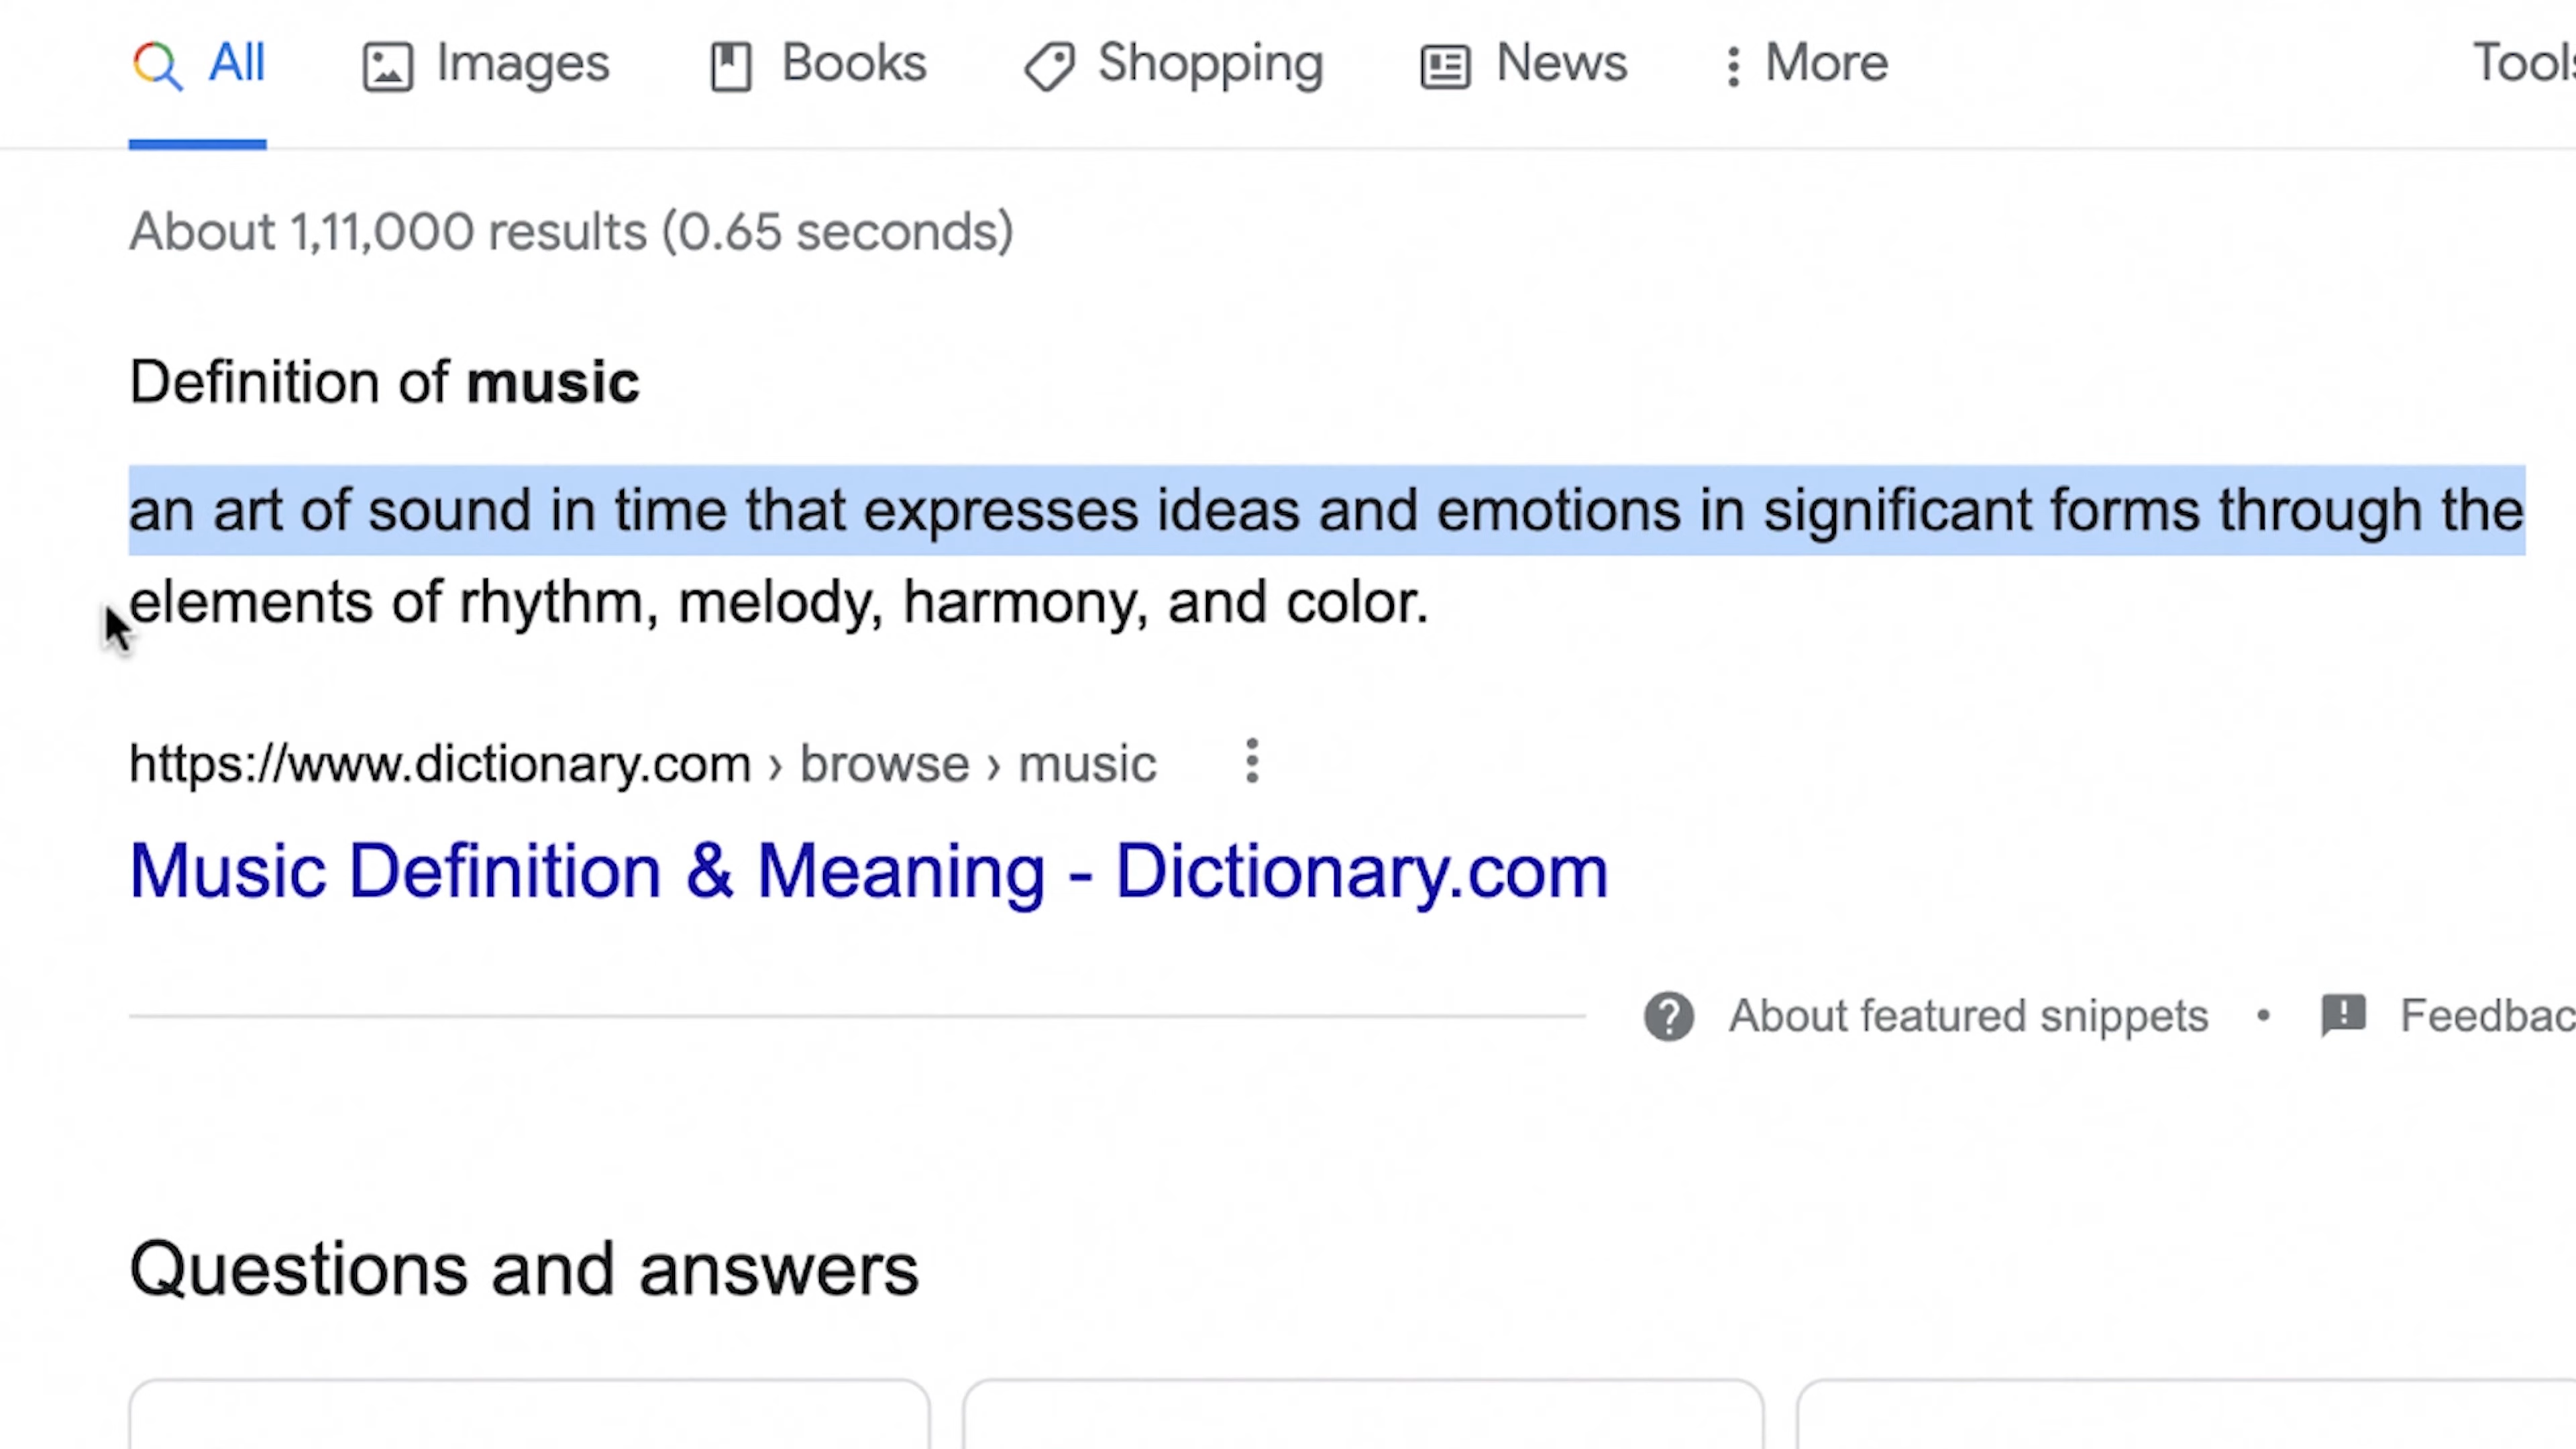 All Images Books Shopping News More Tools
About 1,11,000 results (0.65 seconds)
Definition of music
an art of sound in time that expresses ideas and emotions in significant forms through the
elements of rhythm, melody, harmony, and color.
https://www.dictionary.com › browse › music
Music Definition & Meaning - Dictionary.com
About featured snippets • Feedbac
Questions and answers